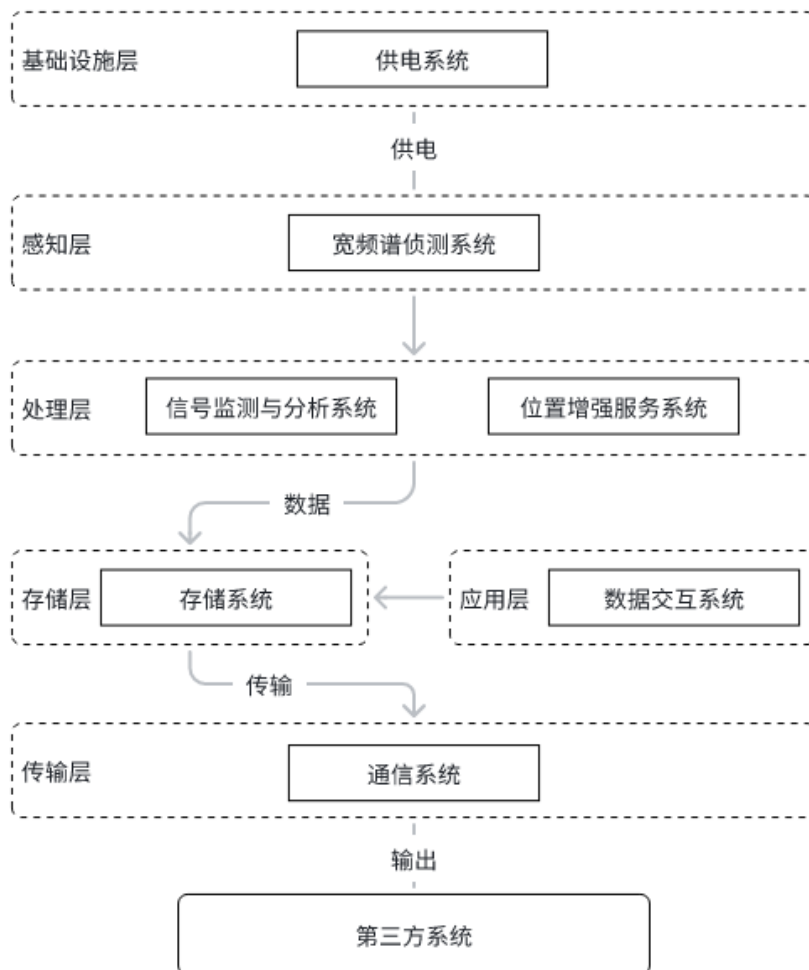 基础设施层
供电系统
供电
感知层
宽频谱侦测系统
处理层
信号监测与分析系统
位置增强服务系统
数据
存储层
存储系统
应用层
数据交互系统
传输
传输层
通信系统
输出
第三方系统